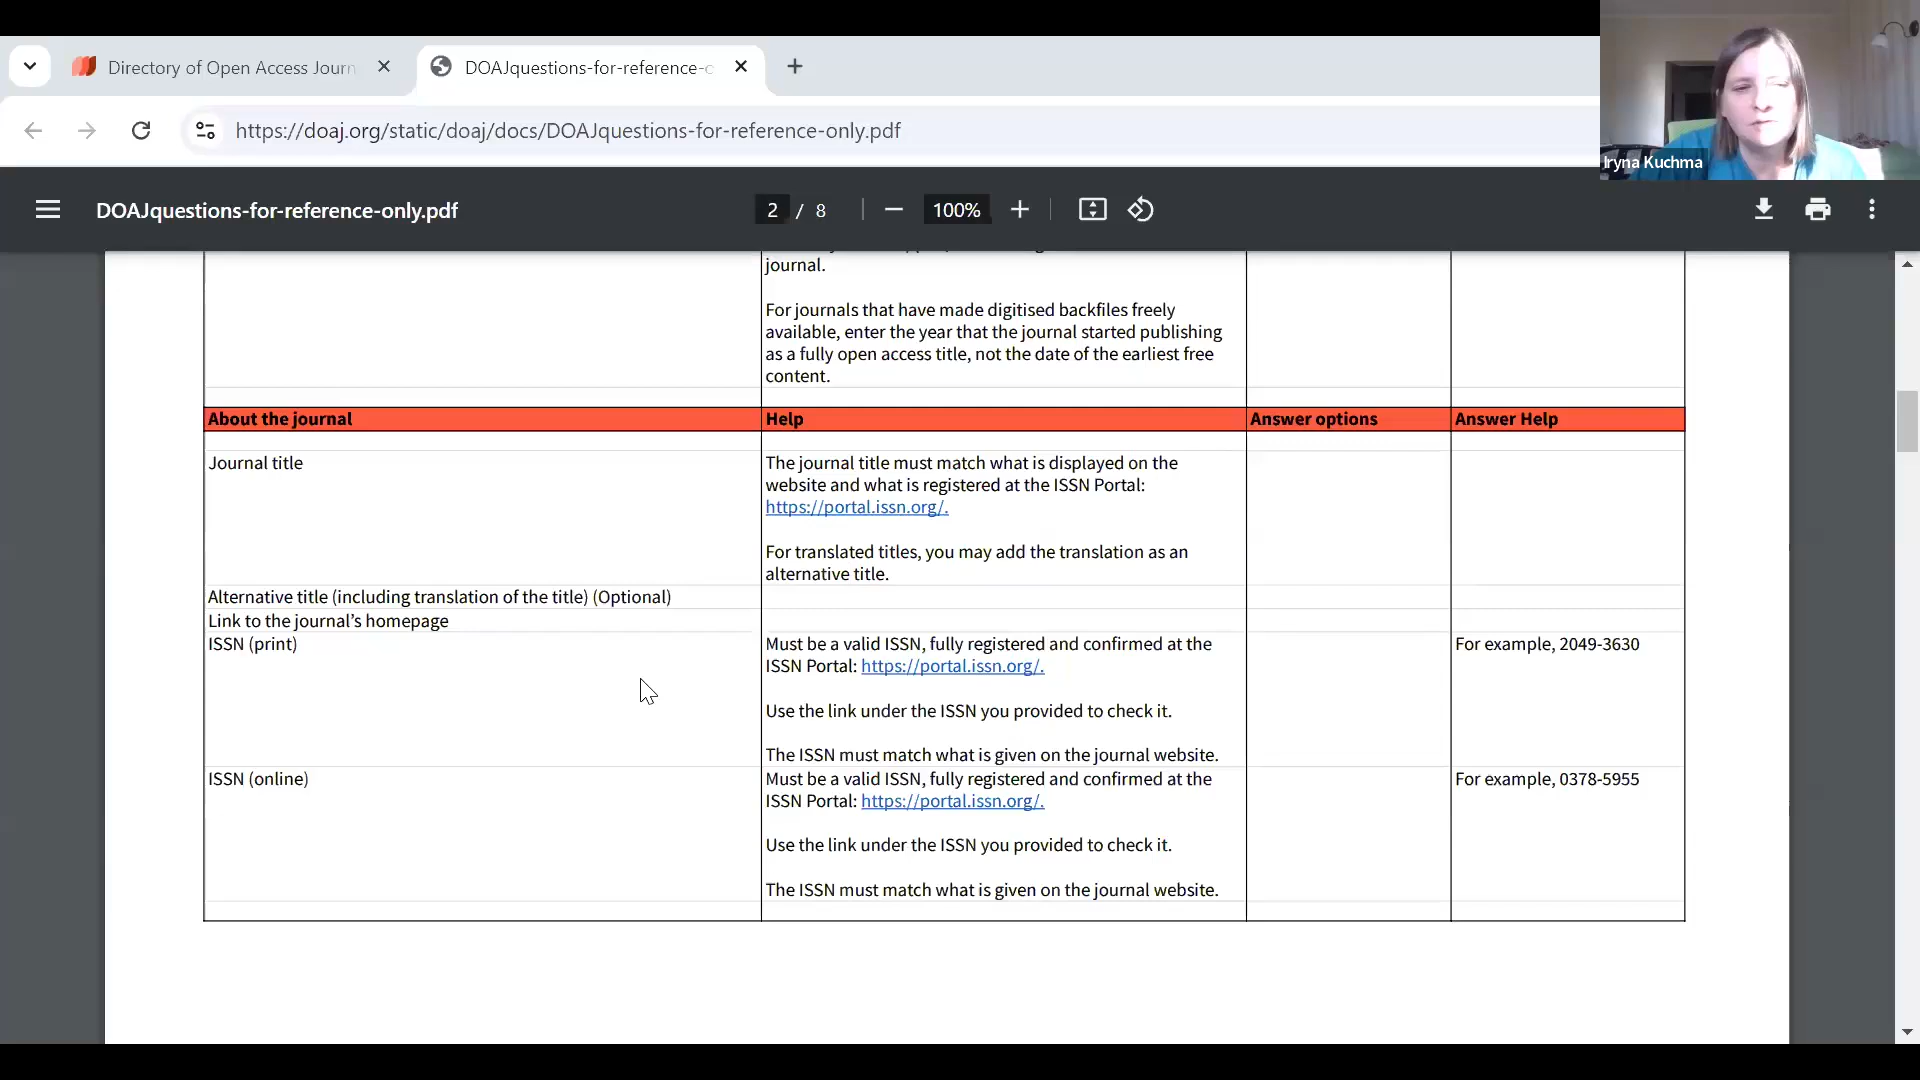 Directory of Open Access Journ
DOAJquestions-for-reference-o
https://doaj.org/static/doaj/docs/DOAJquestions-for-reference-only.pdf
Iryna Kuchma
DOAJquestions-for-reference-only.pdf
2 / 8
100%
journal.
For journals that have made digitised backfiles freely
available, enter the year that the journal started publishing
as a fully open access title, not the date of the earliest free
content.
About the journal Help Answer options Answer Help
Journal title
The journal title must match what is displayed on the
website and what is registered at the ISSN Portal:
https://portal.issn.org/.
For translated titles, you may add the translation as an
alternative title.
Alternative title (including translation of the title) (Optional)
Link to the journal’s homepage
ISSN (print)
Must be a valid ISSN, fully registered and confirmed at the
ISSN Portal: https://portal.issn.org/.
Use the link under the ISSN you provided to check it.
The ISSN must match what is given on the journal website.
For example, 2049-3630
ISSN (online)
Must be a valid ISSN, fully registered and confirmed at the
ISSN Portal: https://portal.issn.org/.
Use the link under the ISSN you provided to check it.
The ISSN must match what is given on the journal website.
For example, 0378-5955